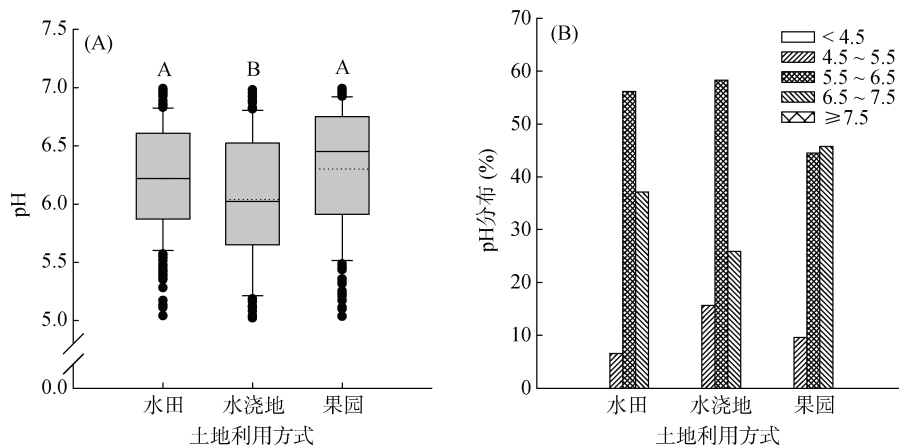 (A)
7.5
7.0
6.5
6.0
5.5
5.0
0.0
pH
A
B
A
水田
水浇地
果园
土地利用方式
(B)
70
60
50
40
30
20
10
0
pH分布 (%)
< 4.5
4.5 ~ 5.5
5.5 ~ 6.5
6.5 ~ 7.5
≥7.5
水田
水浇地
果园
土地利用方式